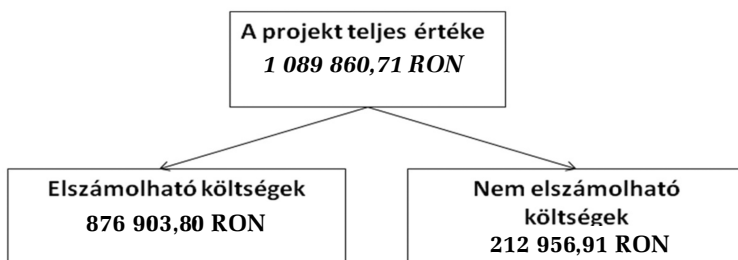 A projekt teljes értéke
1 089 860,71 RON
Elszámolható költségek
876 903,80 RON
Nem elszámolható
költségek
212 956,91 RON